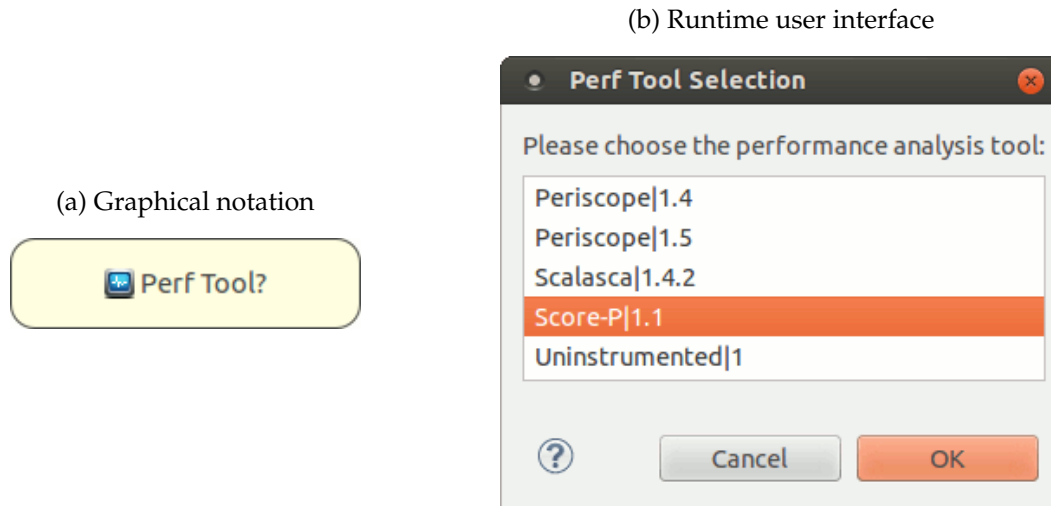 (b) Runtime user interface
Perf Tool Selection
Please choose the performance analysis tool:
(a) Graphical notation
Perf Tool?
Periscope|1.4
Periscope|1.5
Scalasca|1.4.2
Score-P|1.1
Uninstrumented|1
?
Cancel
OK